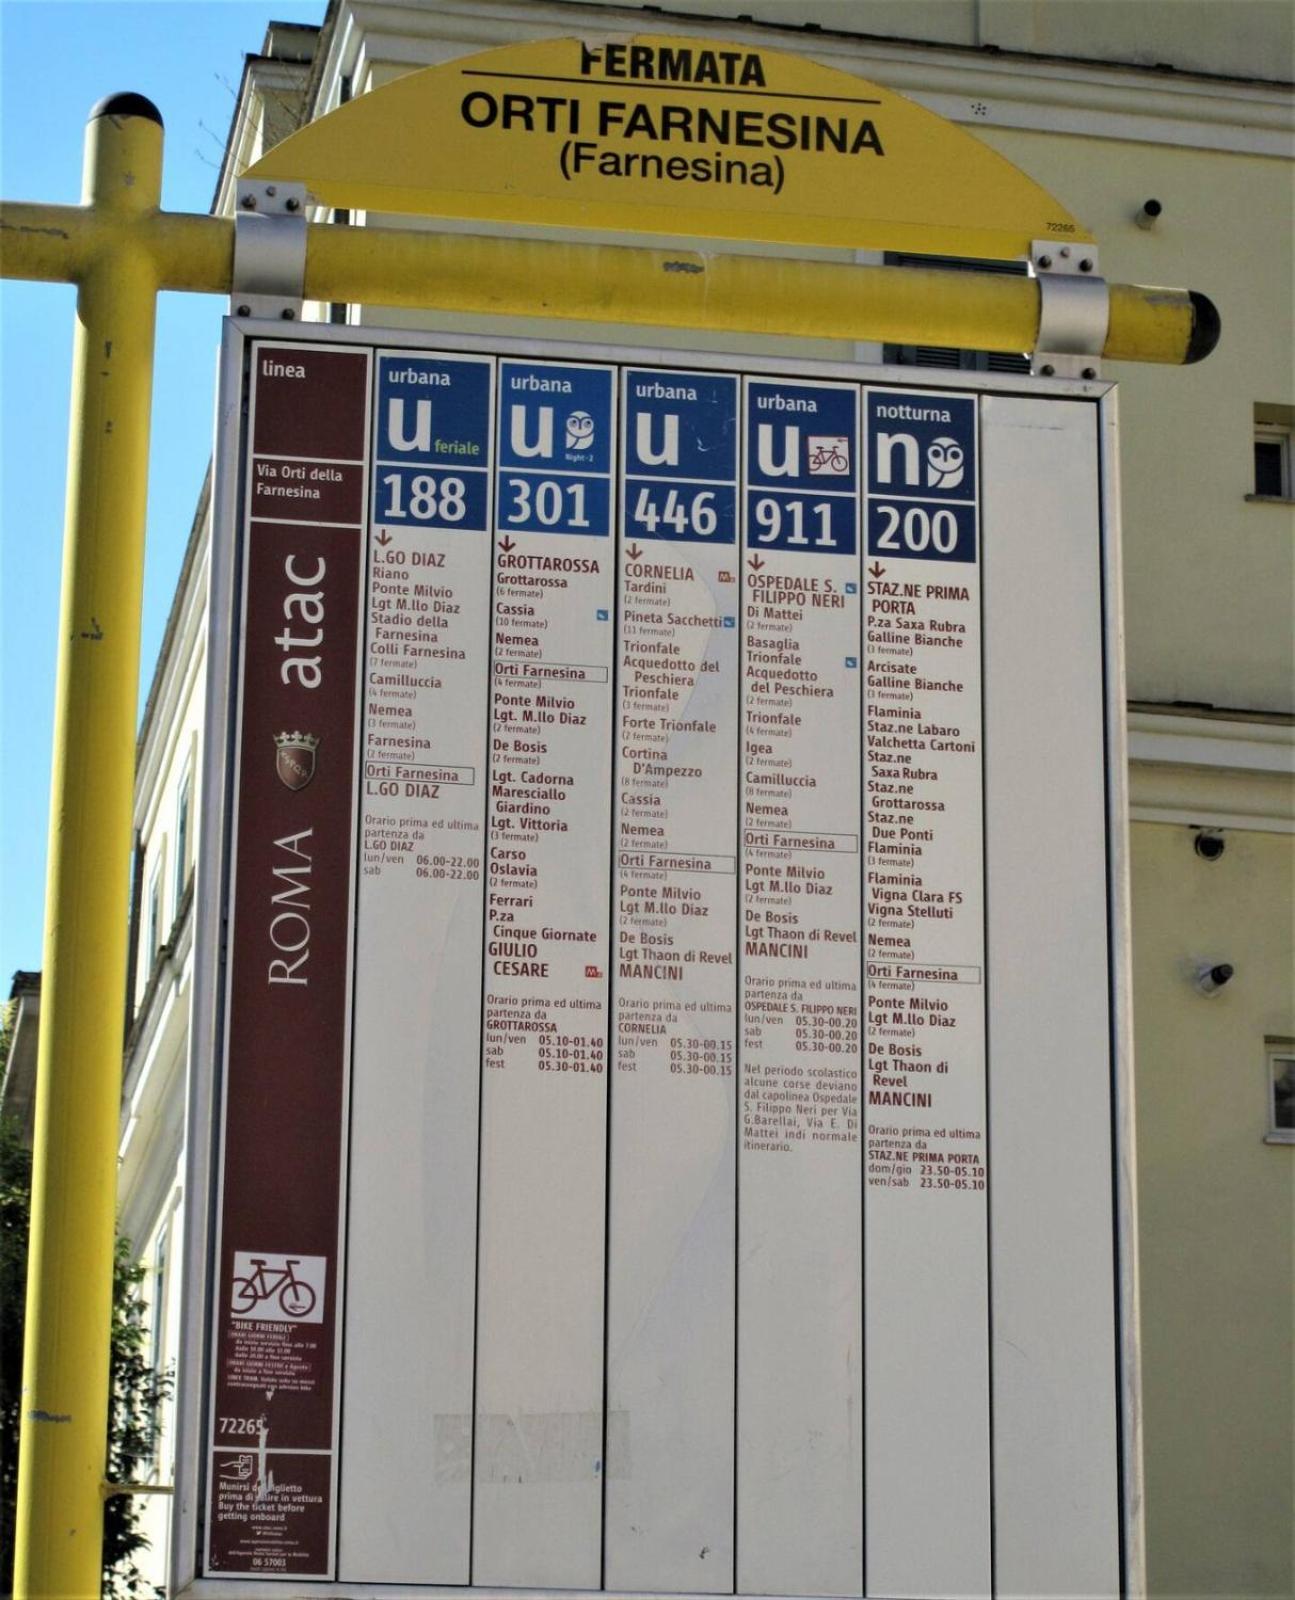 FERMATA
ORTI FARNESINA
(Farnesina)
72265
linea
Via Orti della
Farnesina
atac
ROMA
"BIKE FRIENDLY"
72265
Munirsi del biglietto
prima di salire in vettura
Buy the ticket before
getting onboard
06 57003
urbana
u feriale
188
L.GO DIAZ
Riano
Ponte Milvio
Lgt M.llo Diaz
Stadio della
Farnesina
Colli Farnesina
(7 fermate)
Camilluccia
(4 fermate)
Nemea
(3 fermate)
Farnesina
(2 fermate)
Orti Farnesina
L.GO DIAZ
Orario prima ed ultima
partenza da
L.GO DIAZ
lun/ven 06.00-22.00
sab 06.00-22.00
urbana
u
Night-2
301
GROTTAROSSA
Grottarossa
(6 fermate)
Cassia
(10 fermate)
Nemea
(2 fermate)
Orti Farnesina
(4 fermate)
Ponte Milvio
Lgt. M.llo Diaz
(2 fermate)
De Bosis
(2 fermate)
Lgt. Cadorna
Maresciallo
Giardino
Lgt. Vittoria
(3 fermate)
Carso
Oslavia
(2 fermate)
Ferrari
P.za
Cinque Giornate
GIULIO
CESARE
Orario prima ed ultima
partenza da
GROTTAROSSA
lun/ven 05.10-01.40
sab 05.10-01.40
fest 05.30-01.40
urbana
u
446
CORNELIA
Tardini
(2 fermate)
Pineta Sacchetti
(11 fermate)
Trionfale
Acquedotto del
Peschiera
Trionfale
(3 fermate)
Forte Trionfale
(2 fermate)
Cortina
D'Ampezzo
(8 fermate)
Cassia
(2 fermate)
Nemea
(2 fermate)
Orti Farnesina
(4 fermate)
Ponte Milvio
Lgt M.llo Diaz
(2 fermate)
De Bosis
Lgt Thaon di Revel
MANCINI
Orario prima ed ultima
partenza da
CORNELIA
lun/ven 05.30-00.15
sab 05.30-00.15
fest 05.30-00.15
urbana
u
911
OSPEDALE S.
FILIPPO NERI
Di Mattei
(2 fermate)
Basaglia
Trionfale
Acquedotto
del Peschiera
(2 fermate)
Trionfale
(4 fermate)
Igea
(2 fermate)
Camilluccia
(8 fermate)
Nemea
(2 fermate)
Orti Farnesina
(4 fermate)
Ponte Milvio
Lgt M.llo Diaz
(2 fermate)
De Bosis
Lgt Thaon di Revel
MANCINI
Orario prima ed ultima
partenza da
OSPEDALE S. FILIPPO NERI
lun/ven 05.30-00.20
sab 05.30-00.20
fest 05.30-00.20
Nel periodo scolastico
alcune corse deviano
dal capolinea Ospedale
S. Filippo Neri per Via
G.Barellai, Via E. Di
Mattei indi normale
itinerario.
notturna
n
200
STAZ.NE PRIMA
PORTA
P.za Saxa Rubra
Galline Bianche
(3 fermate)
Arcisate
Galline Bianche
(3 fermate)
Flaminia
Staz.ne Labaro
Valchetta Cartoni
Staz.ne
Saxa Rubra
Staz.ne
Grottarossa
Staz.ne
Due Ponti
Flaminia
(3 fermate)
Flaminia
Vigna Clara FS
Vigna Stelluti
(2 fermate)
Nemea
(2 fermate)
Orti Farnesina
(4 fermate)
Ponte Milvio
Lgt M.llo Diaz
(2 fermate)
De Bosis
Lgt Thaon di
Revel
MANCINI
Orario prima ed ultima
partenza da
STAZ.NE PRIMA PORTA
dom/gio 23.50-05.10
ven/sab 23.50-05.10